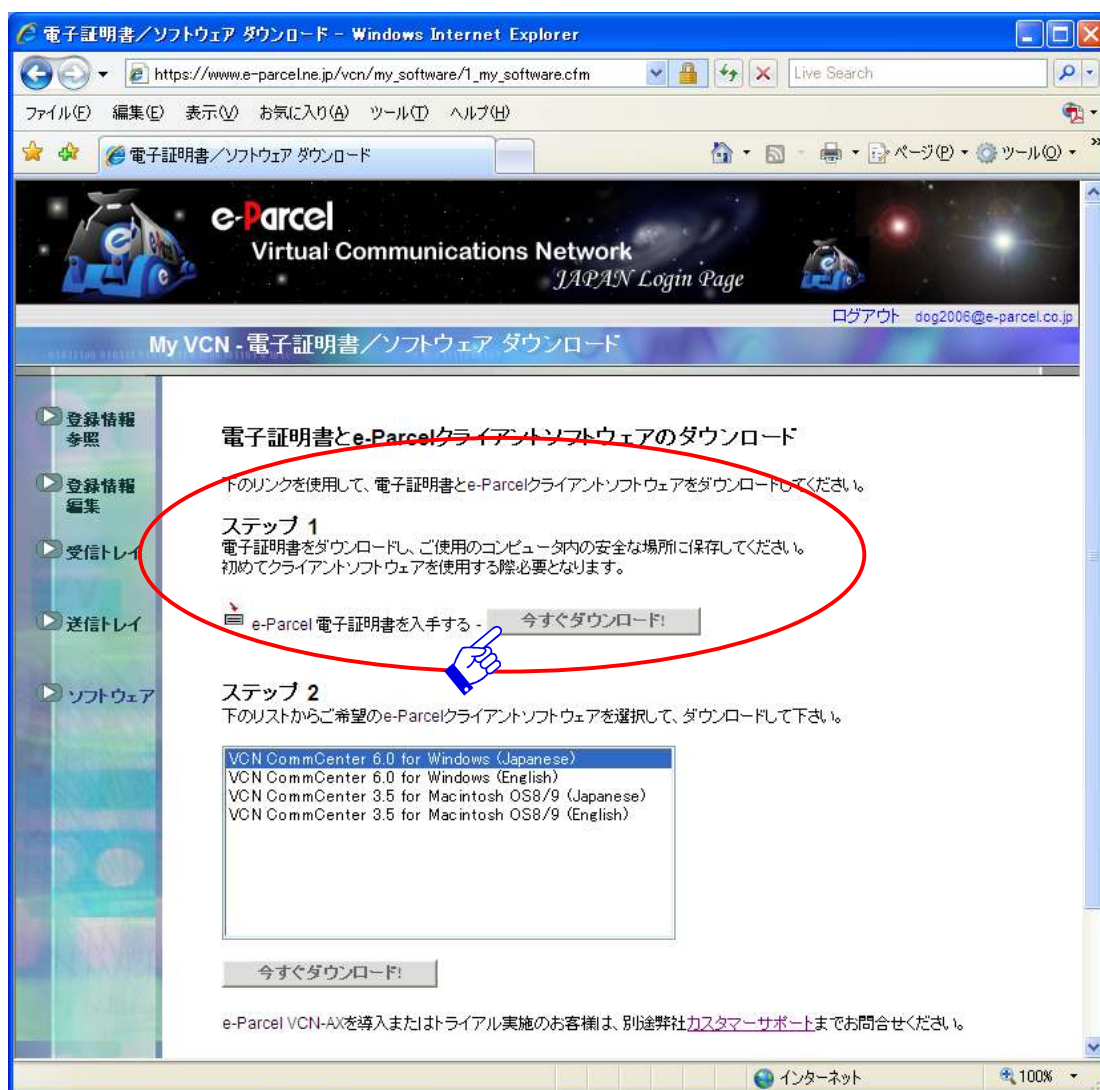 電子証明書／ソフトウェア ダウンロード - Windows Internet Explorer
https://www.e-parcel.ne.jp/vcn/my_software/1_my_software.cfm
Live Search
ファイル(F) 編集(E) 表示(V) お気に入り(A) ツール(T) ヘルプ(H)
電子証明書／ソフトウェア ダウンロード
ページ(P) ツール(O)
e-Parcel
Virtual Communications Network
JAPAN Login Page
ログアウト dog2006@e-parcel.co.jp
My VCN - 電子証明書／ソフトウェア ダウンロード
登録情報
参照
登録情報
編集
受信トレイ
送信トレイ
ソフトウェア
電子証明書とe-Parcelクライアントソフトウェアのダウンロード
下のリンクを使用して、電子証明書とe-Parcelクライアントソフトウェアをダウンロードしてください。
ステップ 1
電子証明書をダウンロードし、ご使用のコンピュータ内の安全な場所に保存してください。
初めてクライアントソフトウェアを使用する際必要となります。
e-Parcel 電子証明書を入手する - 今すぐダウンロード!
ステップ 2
下のリストからご希望のe-Parcelクライアントソフトウェアを選択して、ダウンロードして下さい。
VCN CommCenter 6.0 for Windows (Japanese)
VCN CommCenter 6.0 for Windows (English)
VCN CommCenter 3.5 for Macintosh OS8/9 (Japanese)
VCN CommCenter 3.5 for Macintosh OS8/9 (English)
今すぐダウンロード!
e-Parcel VCN-AXを導入またはトライアル実施のお客様は、別途弊社カスタマーサポートまでお問合せください。
インターネット 100%